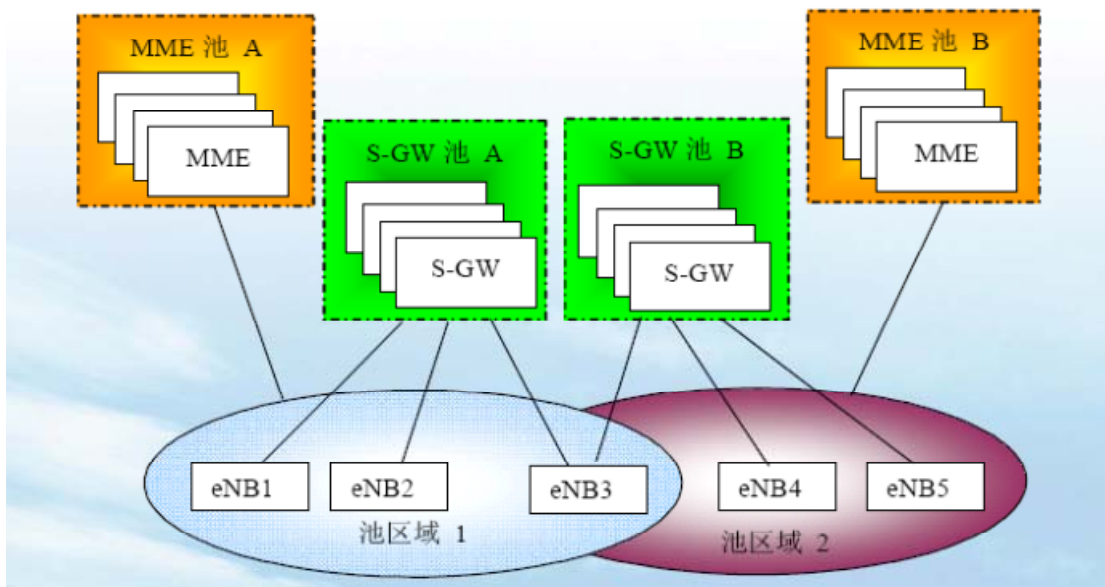 MME 池 A
MME 池 B
S-GW 池 A
S-GW 池 B
MME
MME
S-GW
S-GW
eNB1
eNB2
eNB3
eNB4
eNB5
池区域 1
池区域 2